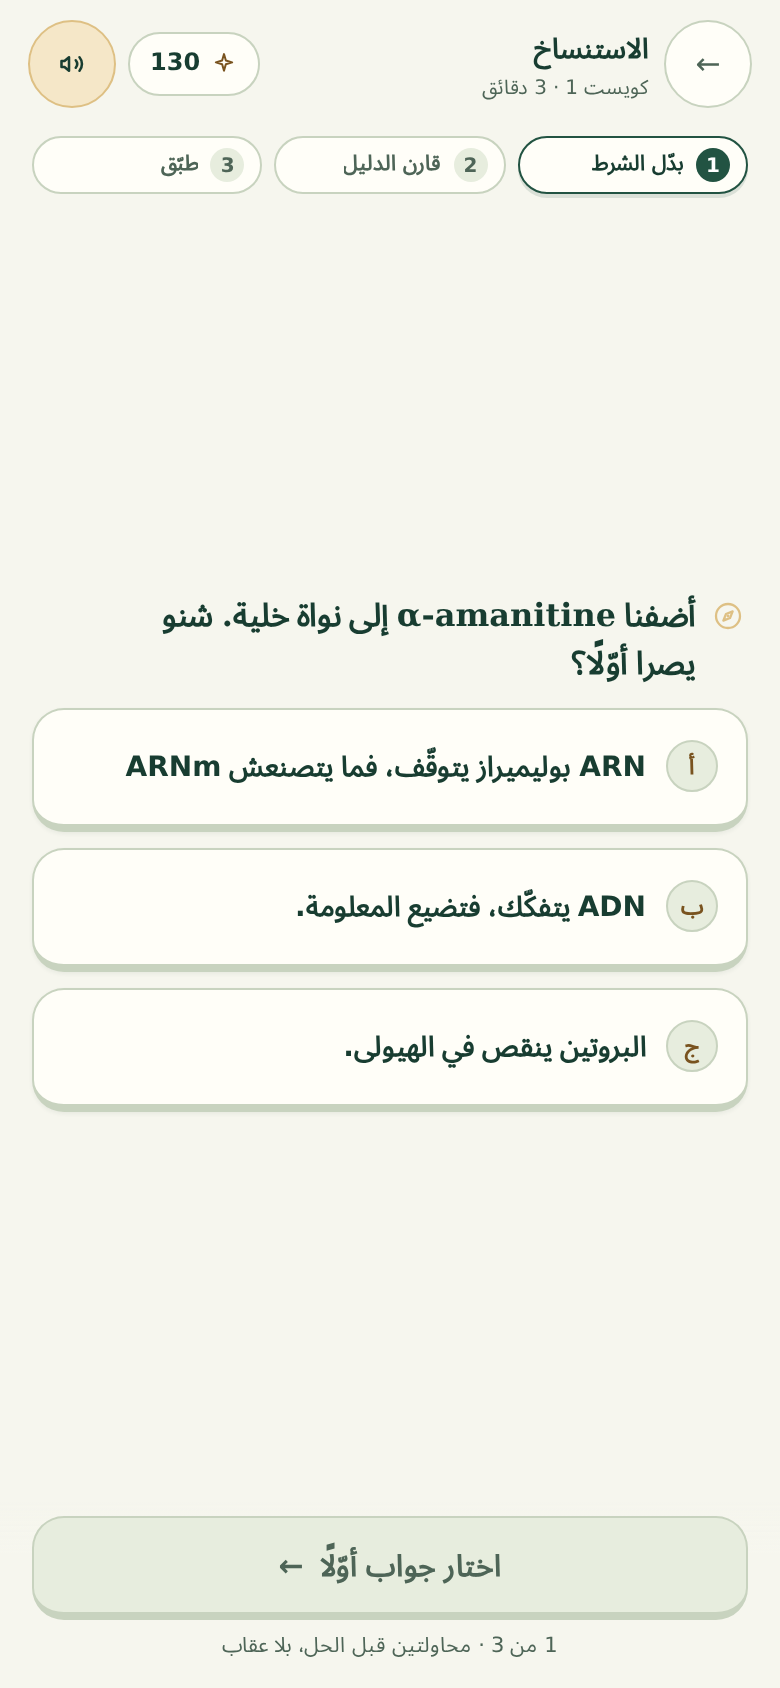 ←
الاستنساخ
كويست 1 · 3 دقائق
130
1 بدّل الشرط
2 قارن الدليل
3 طبّق
أضفنا α-amanitine إلى نواة خلية. شنو
يصرا أوّلًا؟
أ ARN بوليميراز يتوقّف، فما يتصنعش ARNm
ب ADN يتفكّك، فتضيع المعلومة.
ج البروتين ينقص في الهيولى.
اختار جواب أوّلًا ←
1 من 3 · محاولتين قبل الحل، بلا عقاب